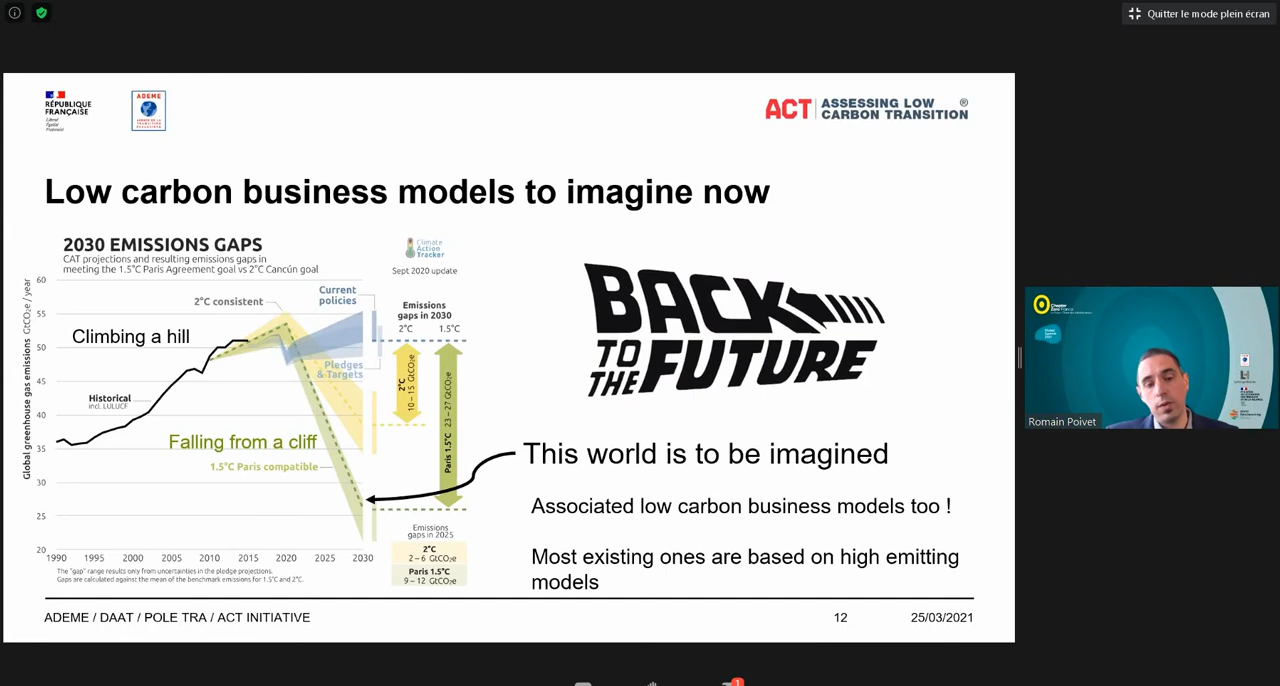 Quitter le mode plein écran
RÉPUBLIQUE
FRANÇAISE
Liberté
Égalité
Fraternité
ADEME
ACT
ASSESSING LOW
CARBON TRANSITION
®
Low carbon business models to imagine now
2030 EMISSIONS GAPS
CAT projections and resulting emissions gaps in
meeting the 1.5°C Paris Agreement goal vs 2°C Cancún goal
Climate
Action
Tracker
Sept 2020 update
Global greenhouse gas emissions GtCO₂e / year
60
55
50
45
40
35
30
25
20
1990
1995
2000
2005
2010
2015
2020
2025
2030
2°C consistent
Current
policies
Climbing a hill
Pledges
& Targets
Historical
incl. LULUCF
Falling from a cliff
1.5°C Paris compatible
Emissions
gaps in 2030
2°C
1.5°C
2°C 10 – 15 GtCO₂e
Paris 1.5°C 23 – 27 GtCO₂e
Emissions
gaps in 2025
2°C
2 – 6 GtCO₂e
Paris 1.5°C
9 – 12 GtCO₂e
The "gap" range results only from uncertainties in the pledge projections.
Gaps are calculated against the mean of the benchmark emissions for 1.5°C and 2°C.
BACK
TO
THE FUTURE
This world is to be imagined
Associated low carbon business models too !
Most existing ones are based on high emitting
models
ADEME / DAAT / POLE TRA / ACT INITIATIVE
12
25/03/2021
Romain Poivet
1